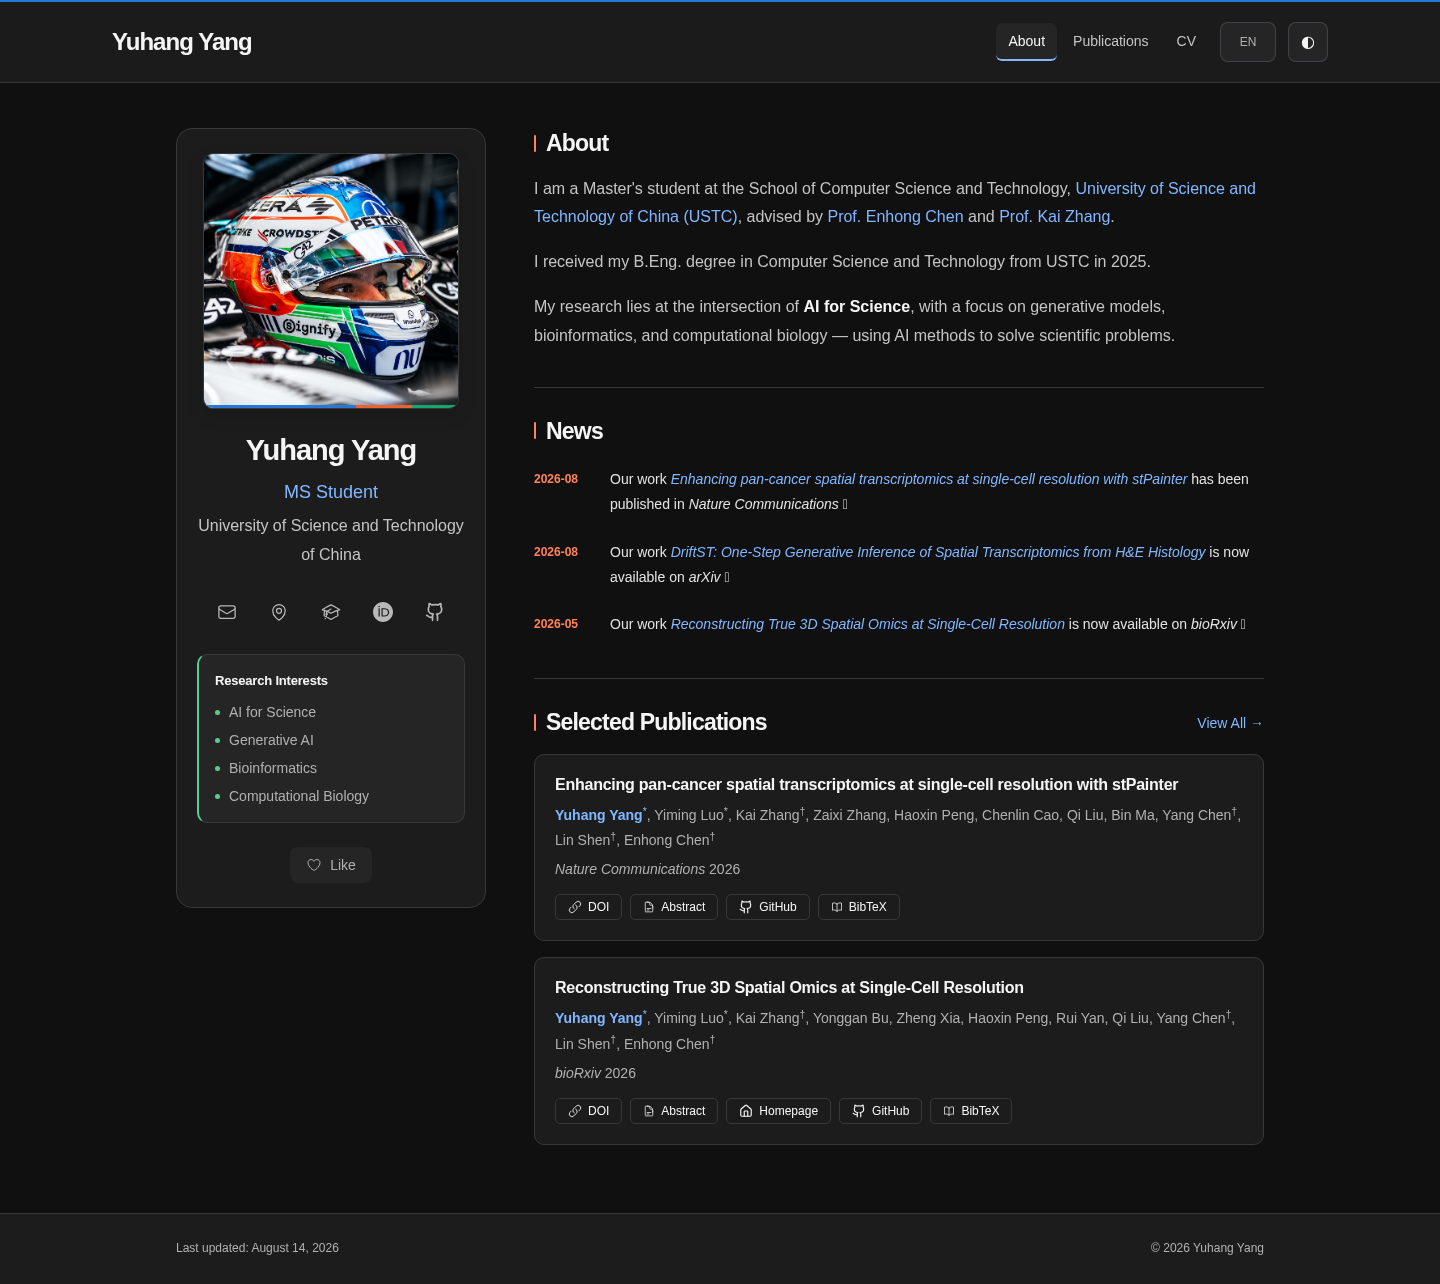 Yuhang Yang
About Publications CV EN
ZERA
CROWDST
PETRO
Signify
NU
Yuhang Yang
MS Student
University of Science and Technology
of China
Research Interests
AI for Science
Generative AI
Bioinformatics
Computational Biology
Like
About
I am a Master's student at the School of Computer Science and Technology, University of Science and
Technology of China (USTC), advised by Prof. Enhong Chen and Prof. Kai Zhang.
I received my B.Eng. degree in Computer Science and Technology from USTC in 2025.
My research lies at the intersection of AI for Science, with a focus on generative models,
bioinformatics, and computational biology — using AI methods to solve scientific problems.
News
2026-08 Our work Enhancing pan-cancer spatial transcriptomics at single-cell resolution with stPainter has been
published in Nature Communications
2026-08 Our work DriftST: One-Step Generative Inference of Spatial Transcriptomics from H&E Histology is now
available on arXiv
2026-05 Our work Reconstructing True 3D Spatial Omics at Single-Cell Resolution is now available on bioRxiv
Selected Publications
View All →
Enhancing pan-cancer spatial transcriptomics at single-cell resolution with stPainter
Yuhang Yang*, Yiming Luo*, Kai Zhang†, Zaixi Zhang, Haoxin Peng, Chenlin Cao, Qi Liu, Bin Ma, Yang Chen†,
Lin Shen†, Enhong Chen†
Nature Communications 2026
DOI Abstract GitHub BibTeX
Reconstructing True 3D Spatial Omics at Single-Cell Resolution
Yuhang Yang*, Yiming Luo*, Kai Zhang†, Yonggan Bu, Zheng Xia, Haoxin Peng, Rui Yan, Qi Liu, Yang Chen†,
Lin Shen†, Enhong Chen†
bioRxiv 2026
DOI Abstract Homepage GitHub BibTeX
Last updated: August 14, 2026
© 2026 Yuhang Yang